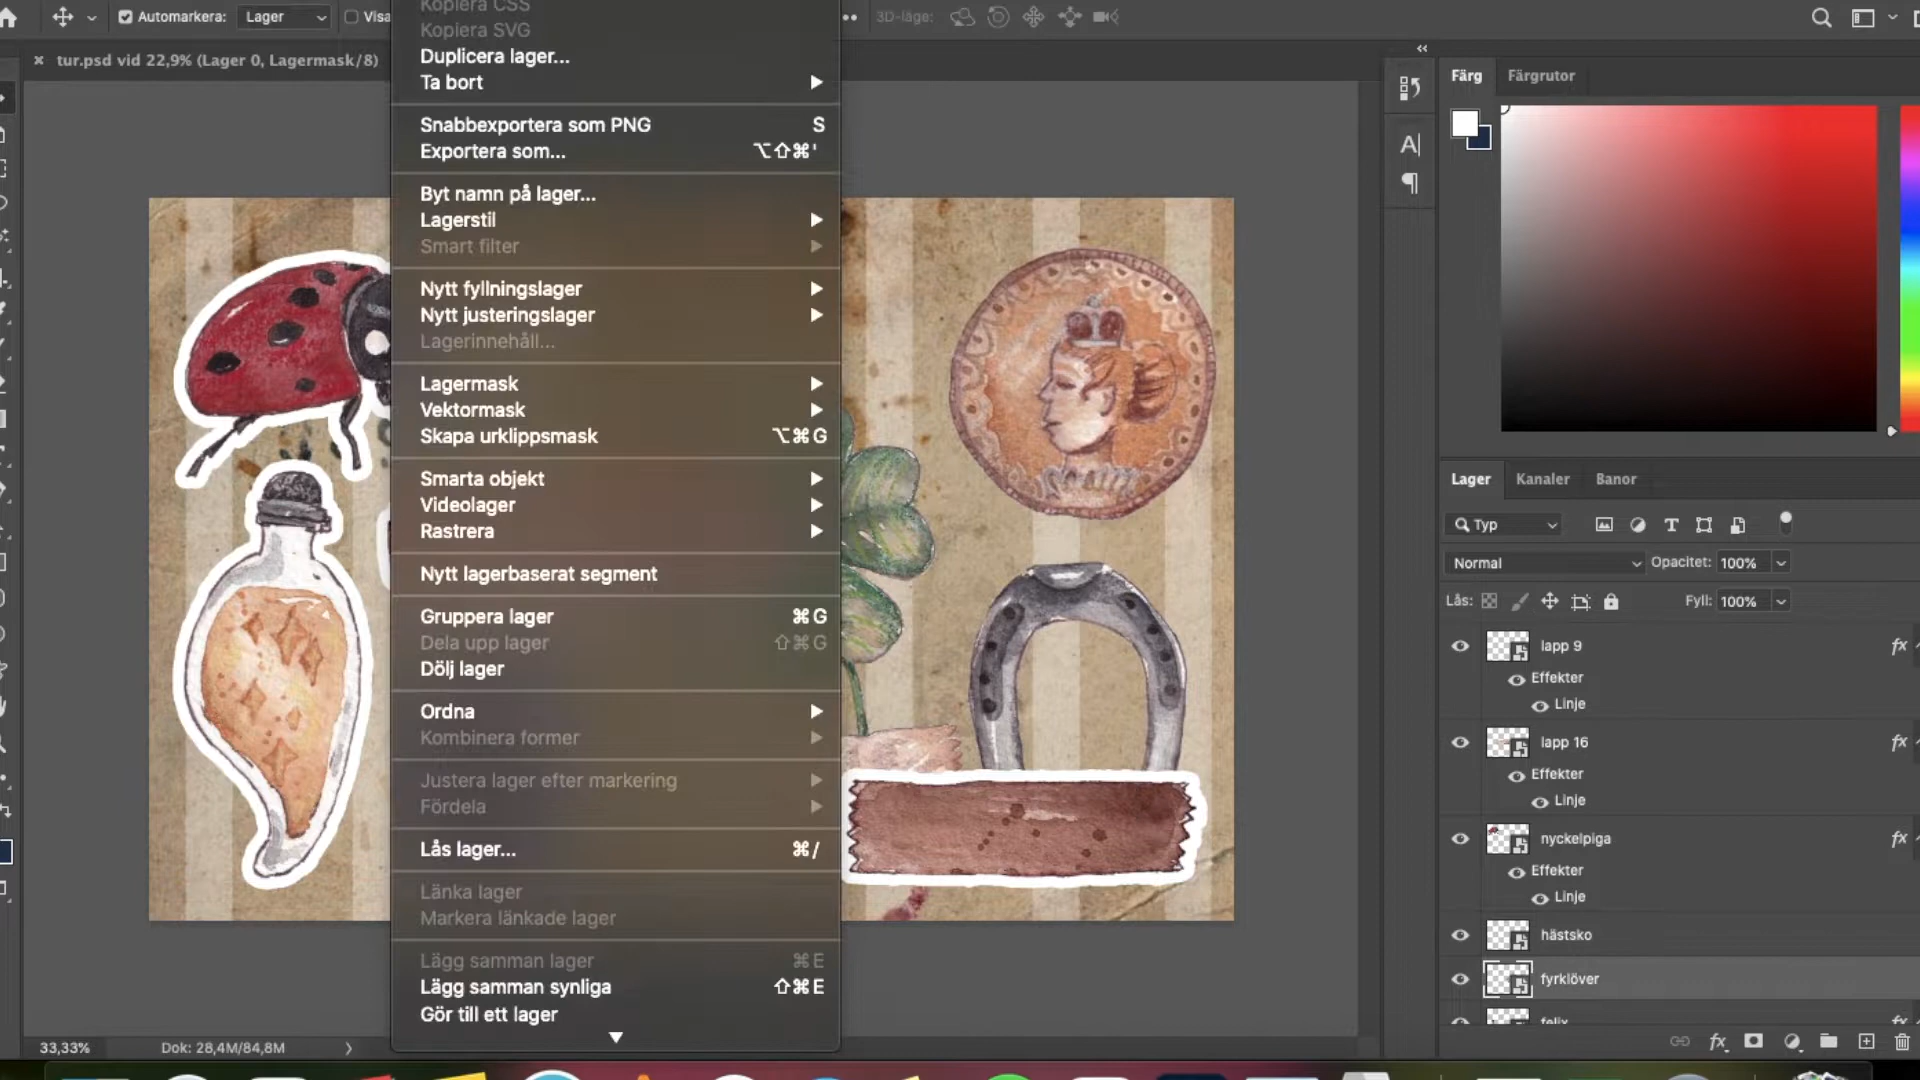 Automarkera:
Lager
Visa
3D-läge:
tur.psd vid 22,9% (Lager 0, Lagermask/8)
Kopiera CSS
Kopiera SVG
Duplicera lager...
Ta bort
Snabbexportera som PNG S
Exportera som... ⌥⇧⌘'
Byt namn på lager...
Lagerstil
Smart filter
Nytt fyllningslager
Nytt justeringslager
Lagerinnehåll...
Lagermask
Vektormask
Skapa urklippsmask ⌥⌘G
Smarta objekt
Videolager
Rastrera
Nytt lagerbaserat segment
Gruppera lager ⌘G
Dela upp lager ⇧⌘G
Dölj lager
Ordna
Kombinera former
Justera lager efter markering
Fördela
Lås lager... ⌘/
Länka lager
Markera länkade lager
Lägg samman lager ⌘E
Lägg samman synliga ⇧⌘E
Gör till ett lager
33,33%
Dok: 28,4M/84,8M
Färg
Färgrutor
Lager
Kanaler
Banor
Typ
Normal
Opacitet: 100%
Lås:
Fyll: 100%
lapp 9
fx
Effekter
Linje
lapp 16
fx
Effekter
Linje
nyckelpiga
fx
Effekter
Linje
hästsko
fyrklöver
felix
fx
fx